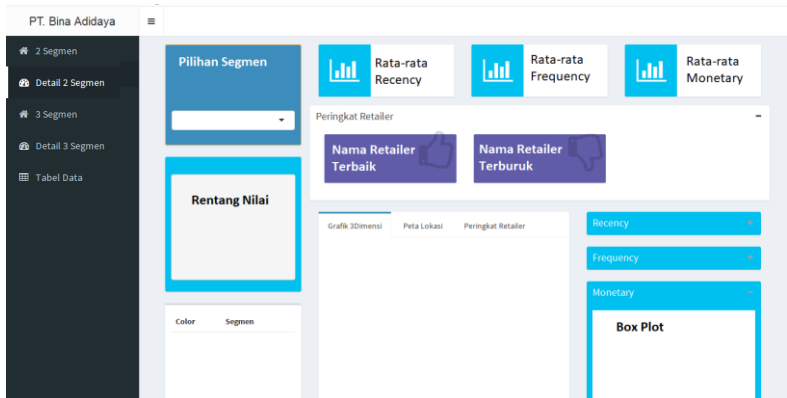 PT. Bina Adidaya
2 Segmen
Detail 2 Segmen
3 Segmen
Detail 3 Segmen
Tabel Data
Pilihan Segmen
Rata-rata
Recency
Rata-rata
Frequency
Rata-rata
Monetary
Peringkat Retailer
Nama Retailer
Terbaik
Nama Retailer
Terburuk
Rentang Nilai
Grafik 3Dimensi Peta Lokasi Peringkat Retailer
Recency
Frequency
Monetary
Box Plot
Color Segmen